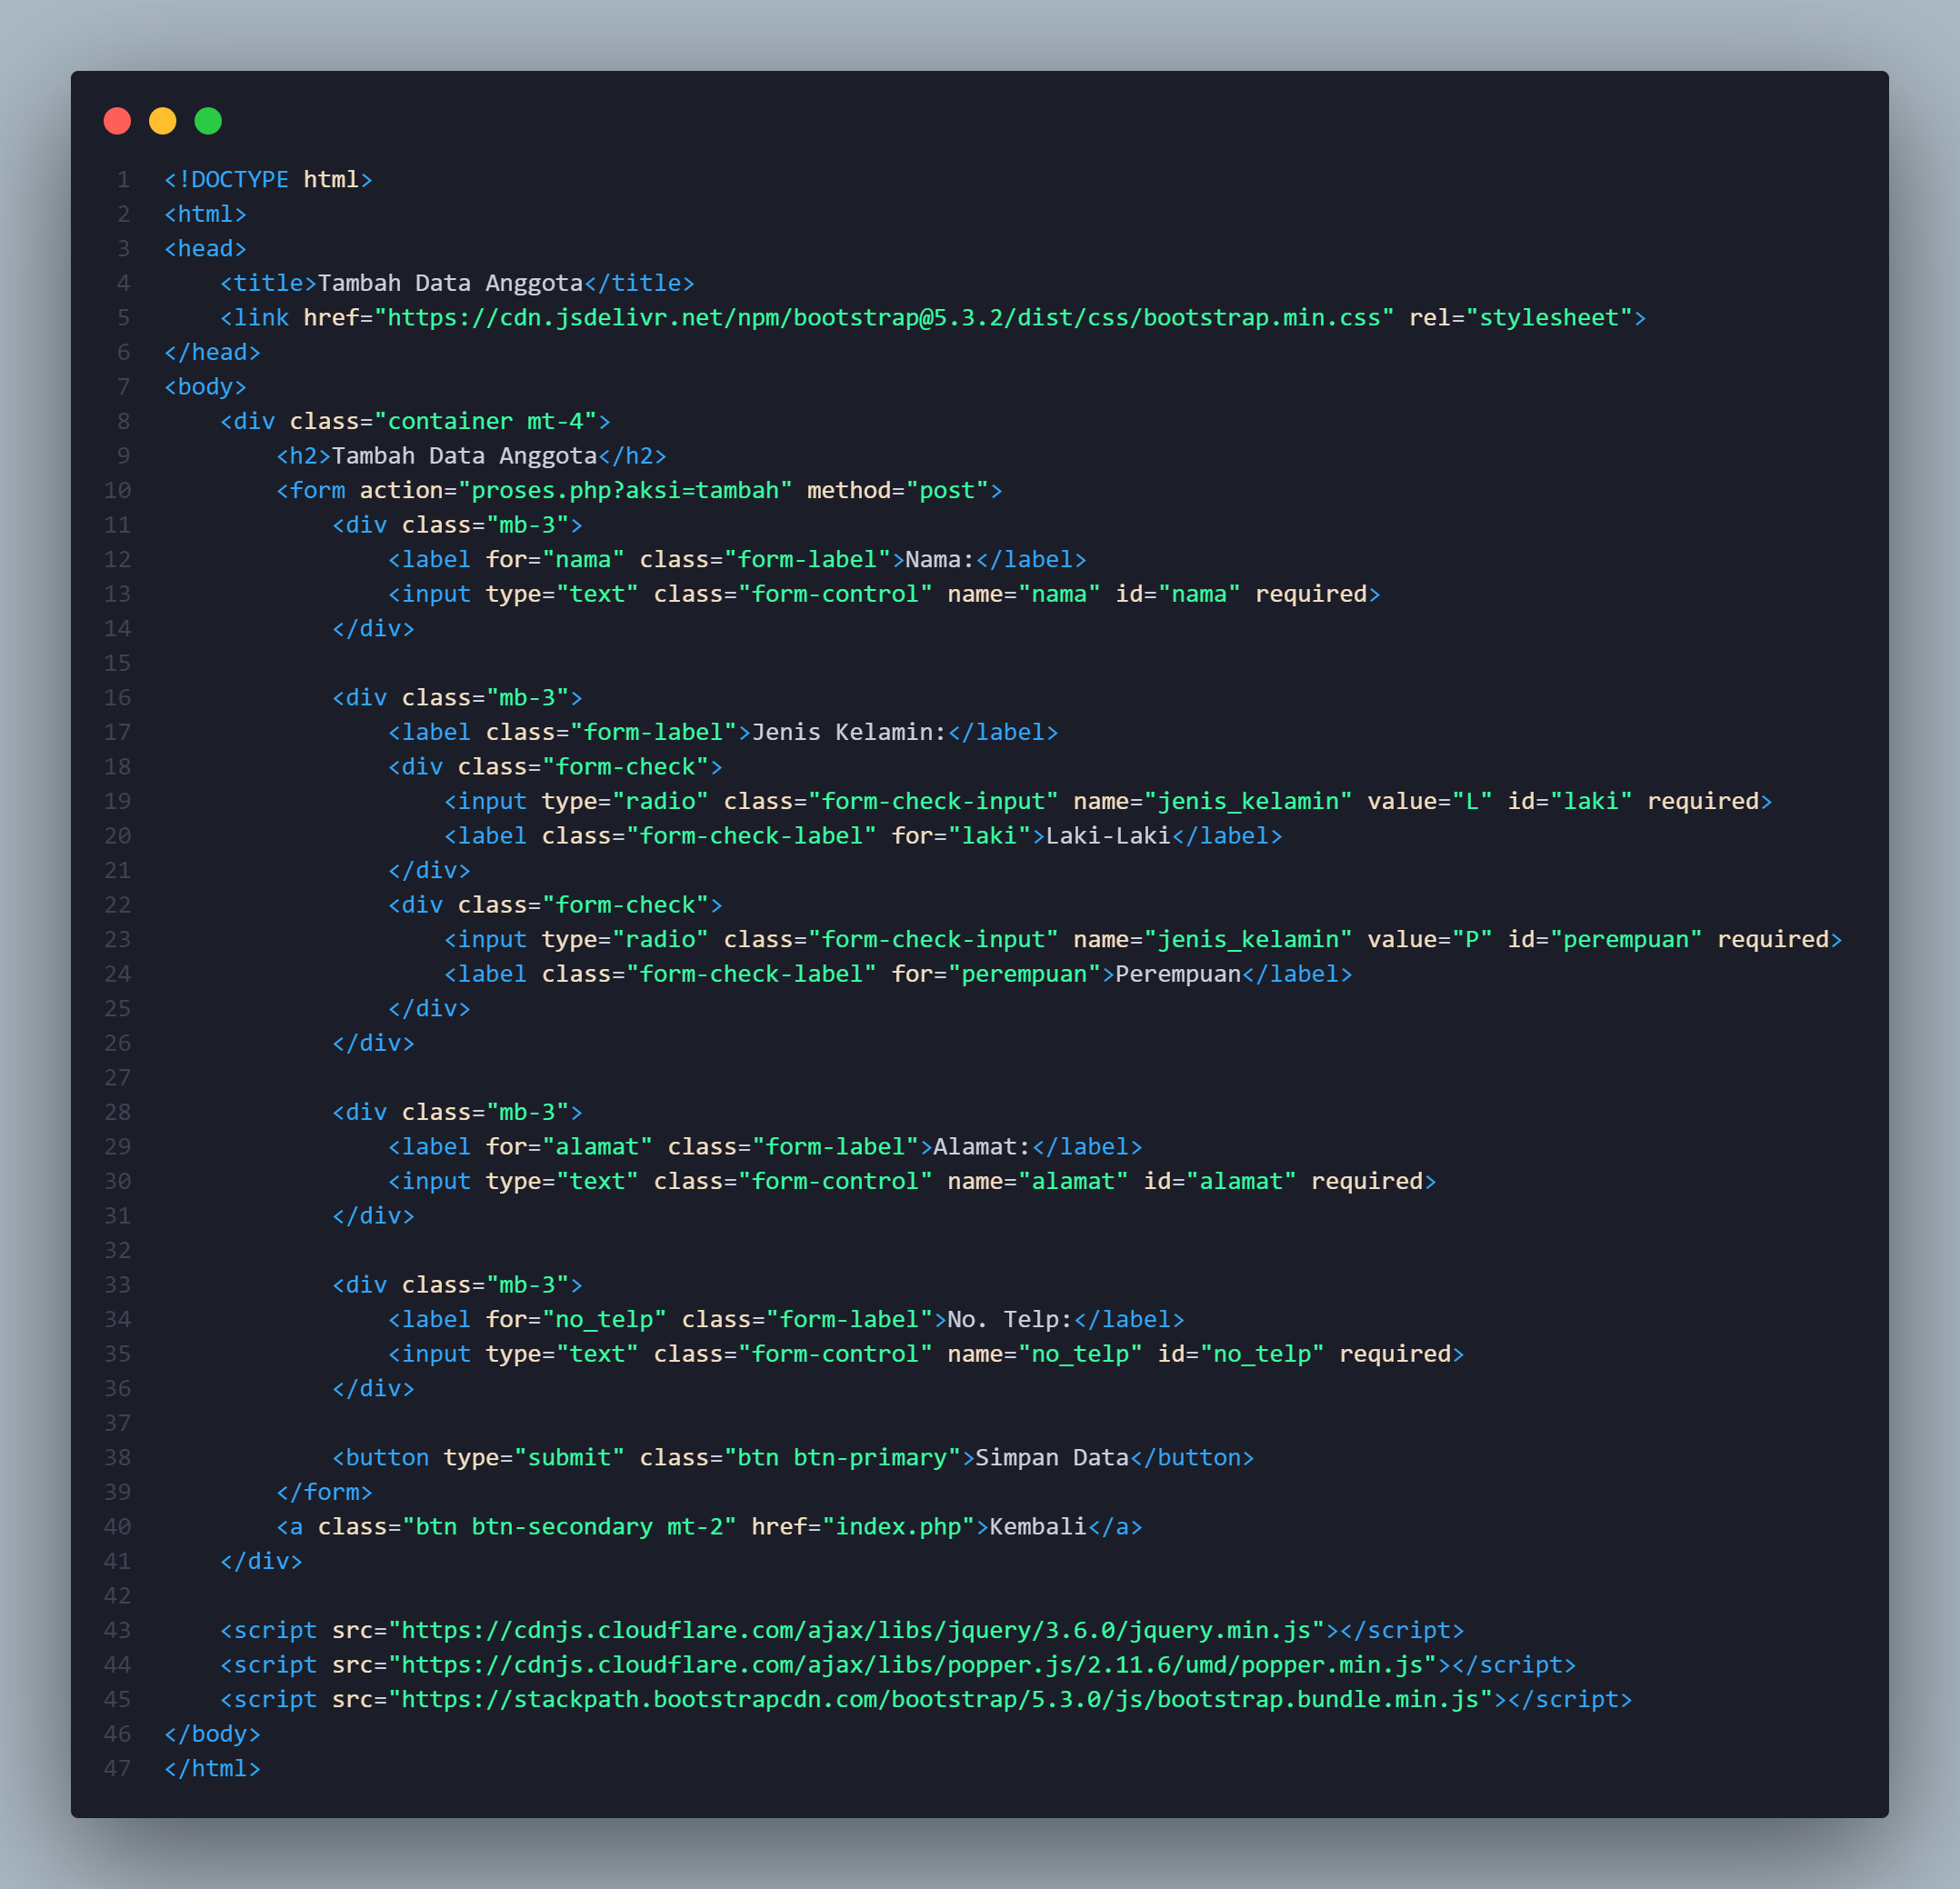 1 <!DOCTYPE html>
2 <html>
3 <head>
4     <title>Tambah Data Anggota</title>
5     <link href="https://cdn.jsdelivr.net/npm/bootstrap@5.3.2/dist/css/bootstrap.min.css" rel="stylesheet">
6 </head>
7 <body>
8     <div class="container mt-4">
9         <h2>Tambah Data Anggota</h2>
10         <form action="proses.php?aksi=tambah" method="post">
11             <div class="mb-3">
12                 <label for="nama" class="form-label">Nama:</label>
13                 <input type="text" class="form-control" name="nama" id="nama" required>
14             </div>
15
16             <div class="mb-3">
17                 <label class="form-label">Jenis Kelamin:</label>
18                 <div class="form-check">
19                     <input type="radio" class="form-check-input" name="jenis_kelamin" value="L" id="laki" required>
20                     <label class="form-check-label" for="laki">Laki-Laki</label>
21                 </div>
22                 <div class="form-check">
23                     <input type="radio" class="form-check-input" name="jenis_kelamin" value="P" id="perempuan" required>
24                     <label class="form-check-label" for="perempuan">Perempuan</label>
25                 </div>
26             </div>
27
28             <div class="mb-3">
29                 <label for="alamat" class="form-label">Alamat:</label>
30                 <input type="text" class="form-control" name="alamat" id="alamat" required>
31             </div>
32
33             <div class="mb-3">
34                 <label for="no_telp" class="form-label">No. Telp:</label>
35                 <input type="text" class="form-control" name="no_telp" id="no_telp" required>
36             </div>
37
38             <button type="submit" class="btn btn-primary">Simpan Data</button>
39         </form>
40         <a class="btn btn-secondary mt-2" href="index.php">Kembali</a>
41     </div>
42
43     <script src="https://cdnjs.cloudflare.com/ajax/libs/jquery/3.6.0/jquery.min.js"></script>
44     <script src="https://cdnjs.cloudflare.com/ajax/libs/popper.js/2.11.6/umd/popper.min.js"></script>
45     <script src="https://stackpath.bootstrapcdn.com/bootstrap/5.3.0/js/bootstrap.bundle.min.js"></script>
46 </body>
47 </html>